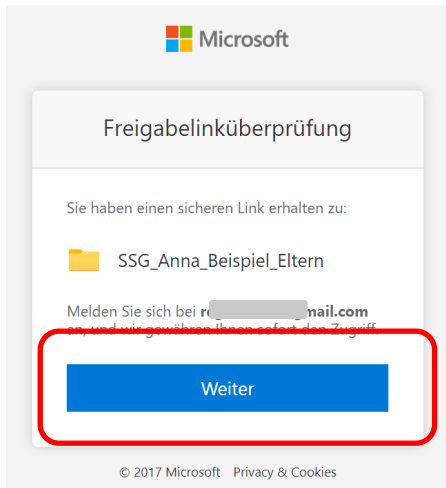 Microsoft
Freigabelinküberprüfung
Sie haben einen sicheren Link erhalten zu:
SSG_Anna_Beispiel_Eltern
Melden Sie sich bei mail.com
an, und wir gewähren Ihnen sofort den Zugriff.
Weiter
© 2017 Microsoft Privacy & Cookies